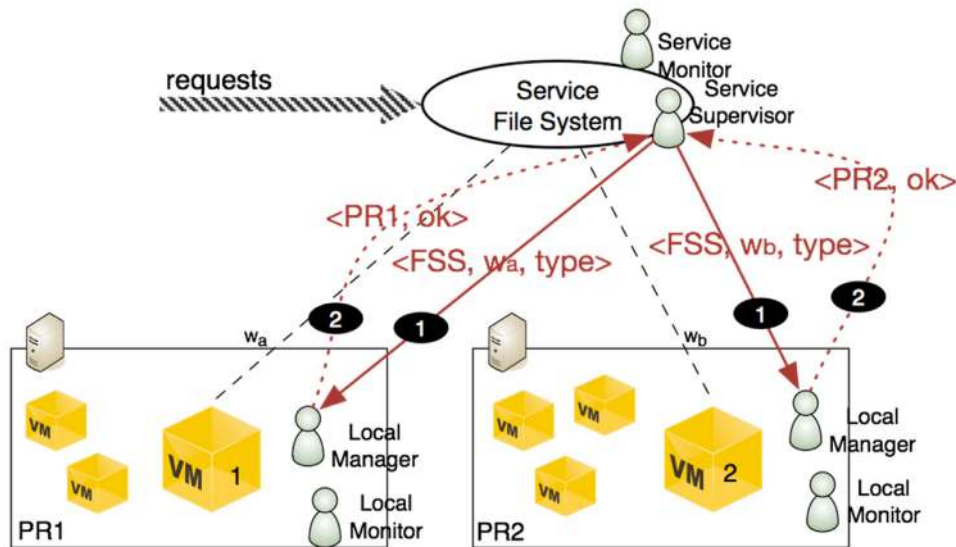 requests
Service
Monitor
Service
File System
Service
Supervisor
<PR1, ok>
<PR2, ok>
<FSS, wa, type>
<FSS, wb, type>
2
1
1
2
wa
wb
VM
VM
VM 1
Local
Manager
Local
Monitor
PR1
VM
VM
VM
VM 2
Local
Manager
Local
Monitor
PR2